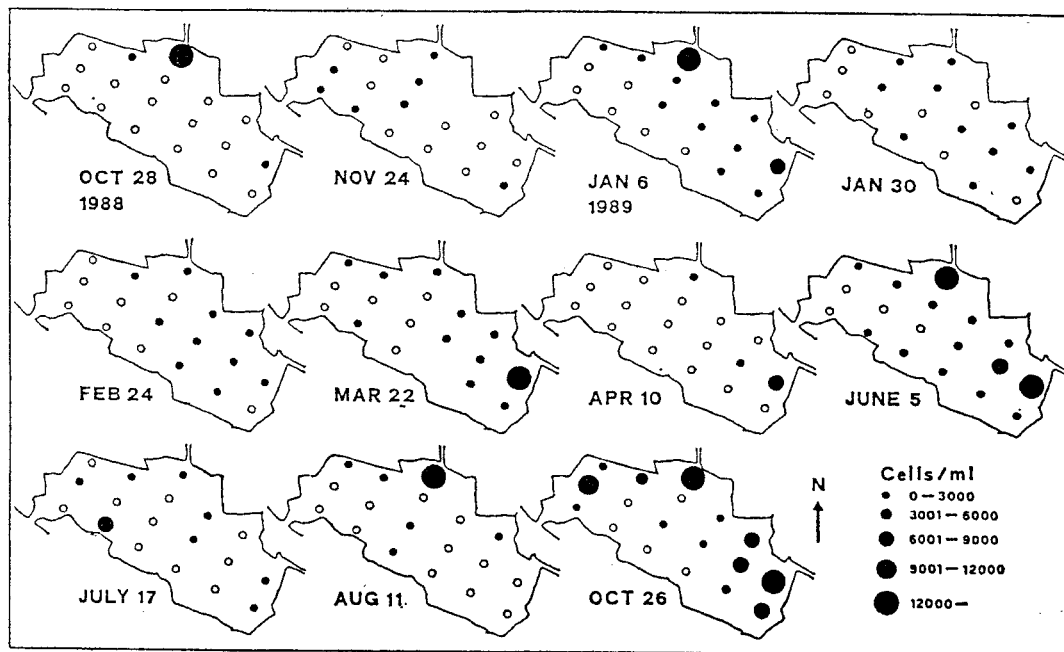 OCT 28
1988
NOV 24
JAN 6
1989
JAN 30
FEB 24
MAR 22
APR 10
JUNE 5
JULY 17
AUG 11
OCT 26
N
Cells/ml
0–3000
3001–6000
6001–9000
9001–12000
12000–